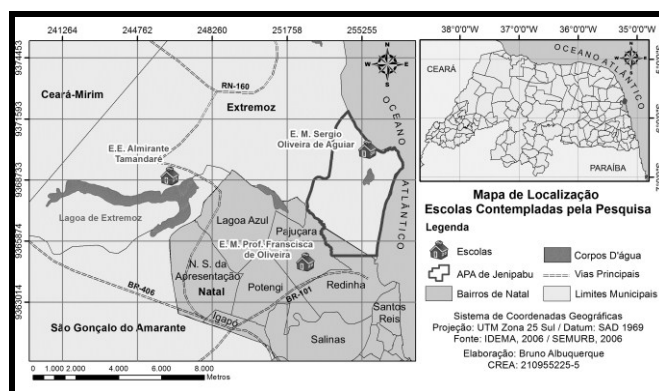 241264 244762 248260 251758 255255
9374453
9371593
9368733
9365874
9363014
N
W E
S
Ceará-Mirim
RN-160
Extremoz
E. M. Sergio
Oliveira de Aguiar
OCEANO
ATLÂNTICO
E.E. Almirante
Tamandaré
Lagoa de Extremoz
Lagoa Azul
Pajuçara
E. M. Prof. Franscisca
de Oliveira
N. S. da
Apresentação
Natal
Potengi
Redinha
BR-406
BR-101
Igapó
São Gonçalo do Amarante
Santos
Reis
Salinas
0 1.000 2.000 4.000 6.000 8.000
Metros
38°0'0"W 37°0'0"W 36°0'0"W 35°0'0"W
OCEANO ATLÂNTICO
CEARÁ
PARAÍBA
Mapa de Localização
Escolas Contempladas pela Pesquisa
Legenda
Escolas
Corpos D'água
APA de Jenipabu
Vias Principais
Bairros de Natal
Limites Municipais
Sistema de Coordenadas Geográficas
Projeção: UTM Zona 25 Sul / Datum: SAD 1969
Fonte: IDEMA, 2006 / SEMURB, 2006
Elaboração: Bruno Albuquerque
CREA: 210955225-5